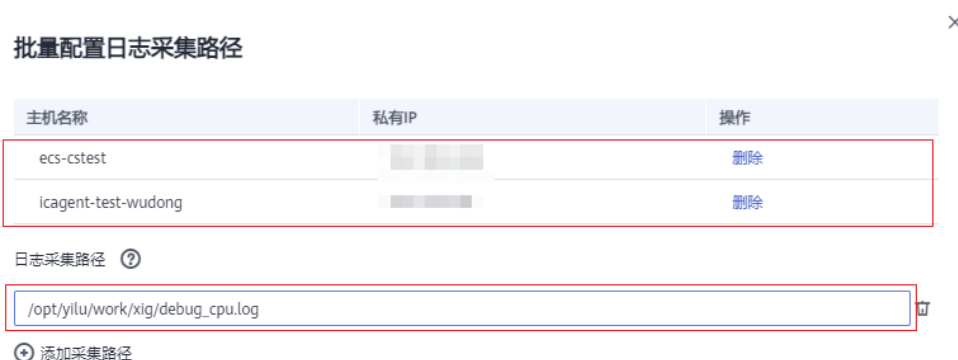 批量配置日志采集路径
主机名称 私有IP 操作
ecs-cstest 删除
icagent-test-wudong 删除
日志采集路径
/opt/yilu/work/xig/debug_cpu.log
添加采集路径